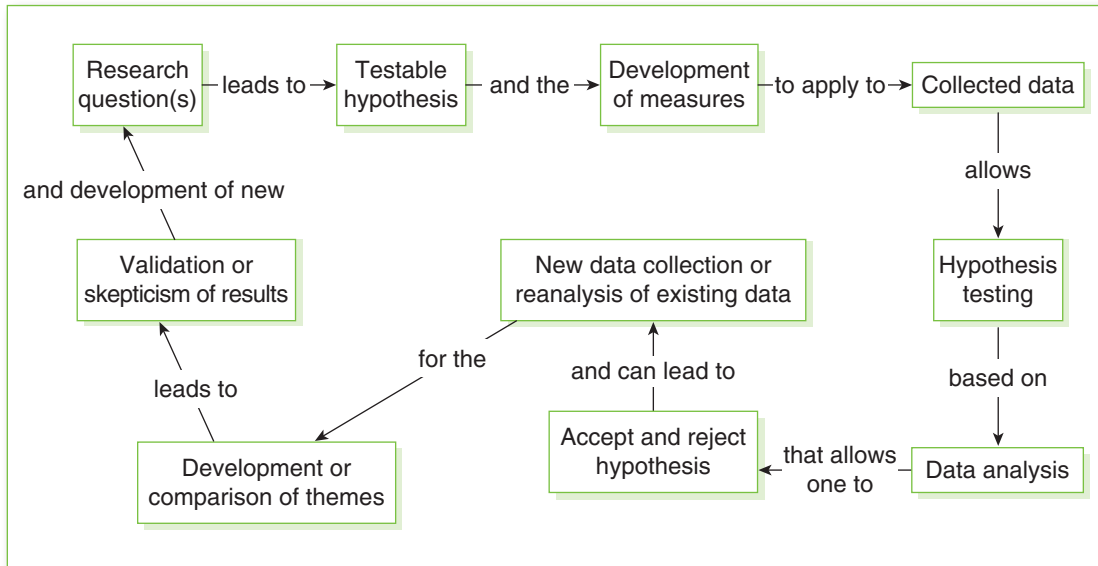 Research
question(s)
leads to
Testable
hypothesis
and the
Development
of measures
to apply to
Collected data
allows
Hypothesis
testing
based on
Data analysis
that allows
one to
Accept and reject
hypothesis
and can lead to
New data collection or
reanalysis of existing data
for the
Development or
comparison of themes
leads to
Validation or
skepticism of results
and development of new